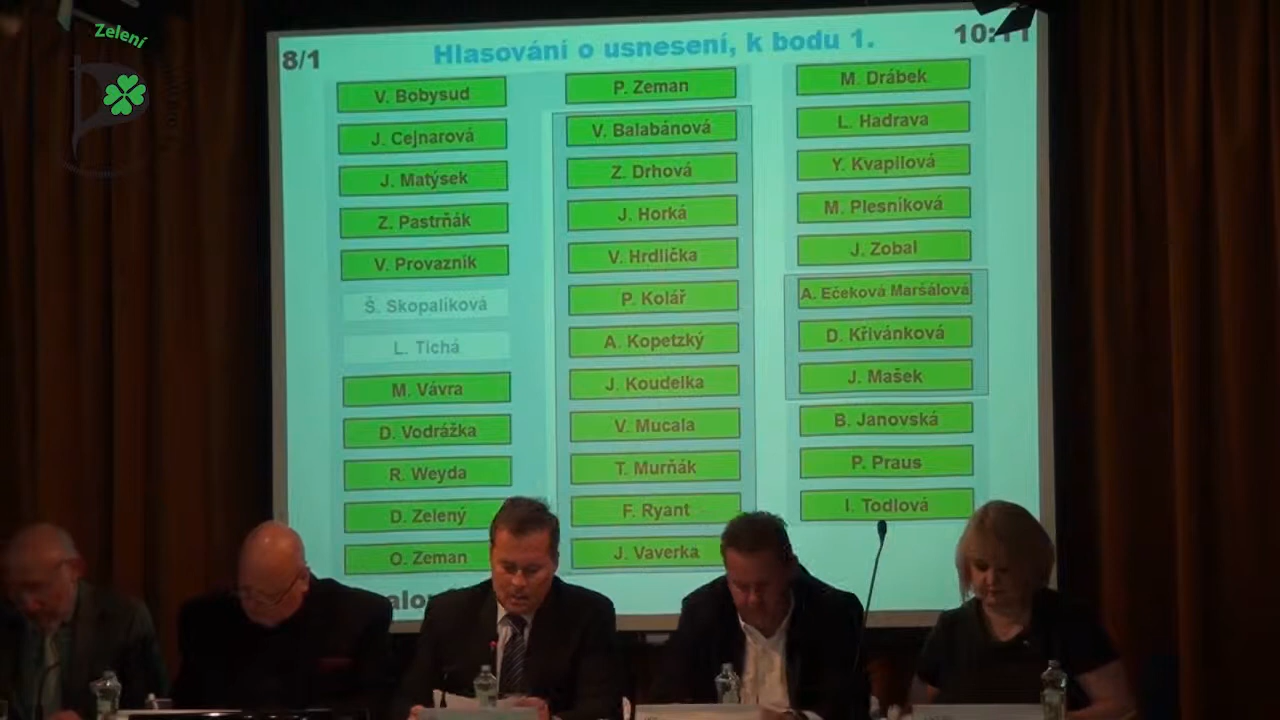 Zelení
8/1
Hlasování o usnesení, k bodu 1.
10:11
V. Bobysud
J. Cejnarová
J. Matýsek
Z. Pastrňák
V. Provazník
Š. Skopalíková
L. Tichá
M. Vávra
D. Vodrážka
R. Weyda
D. Zelený
O. Zeman
P. Zeman
V. Balabánová
Z. Drhová
J. Horká
V. Hrdlička
P. Kolář
A. Kopetzký
J. Koudelka
V. Mucala
T. Murňák
F. Ryant
J. Vaverka
M. Drábek
L. Hadrava
Y. Kvapilová
M. Plesníková
J. Zobal
A. Ečeková Maršálová
D. Křivánková
J. Mašek
B. Janovská
P. Praus
I. Todlová